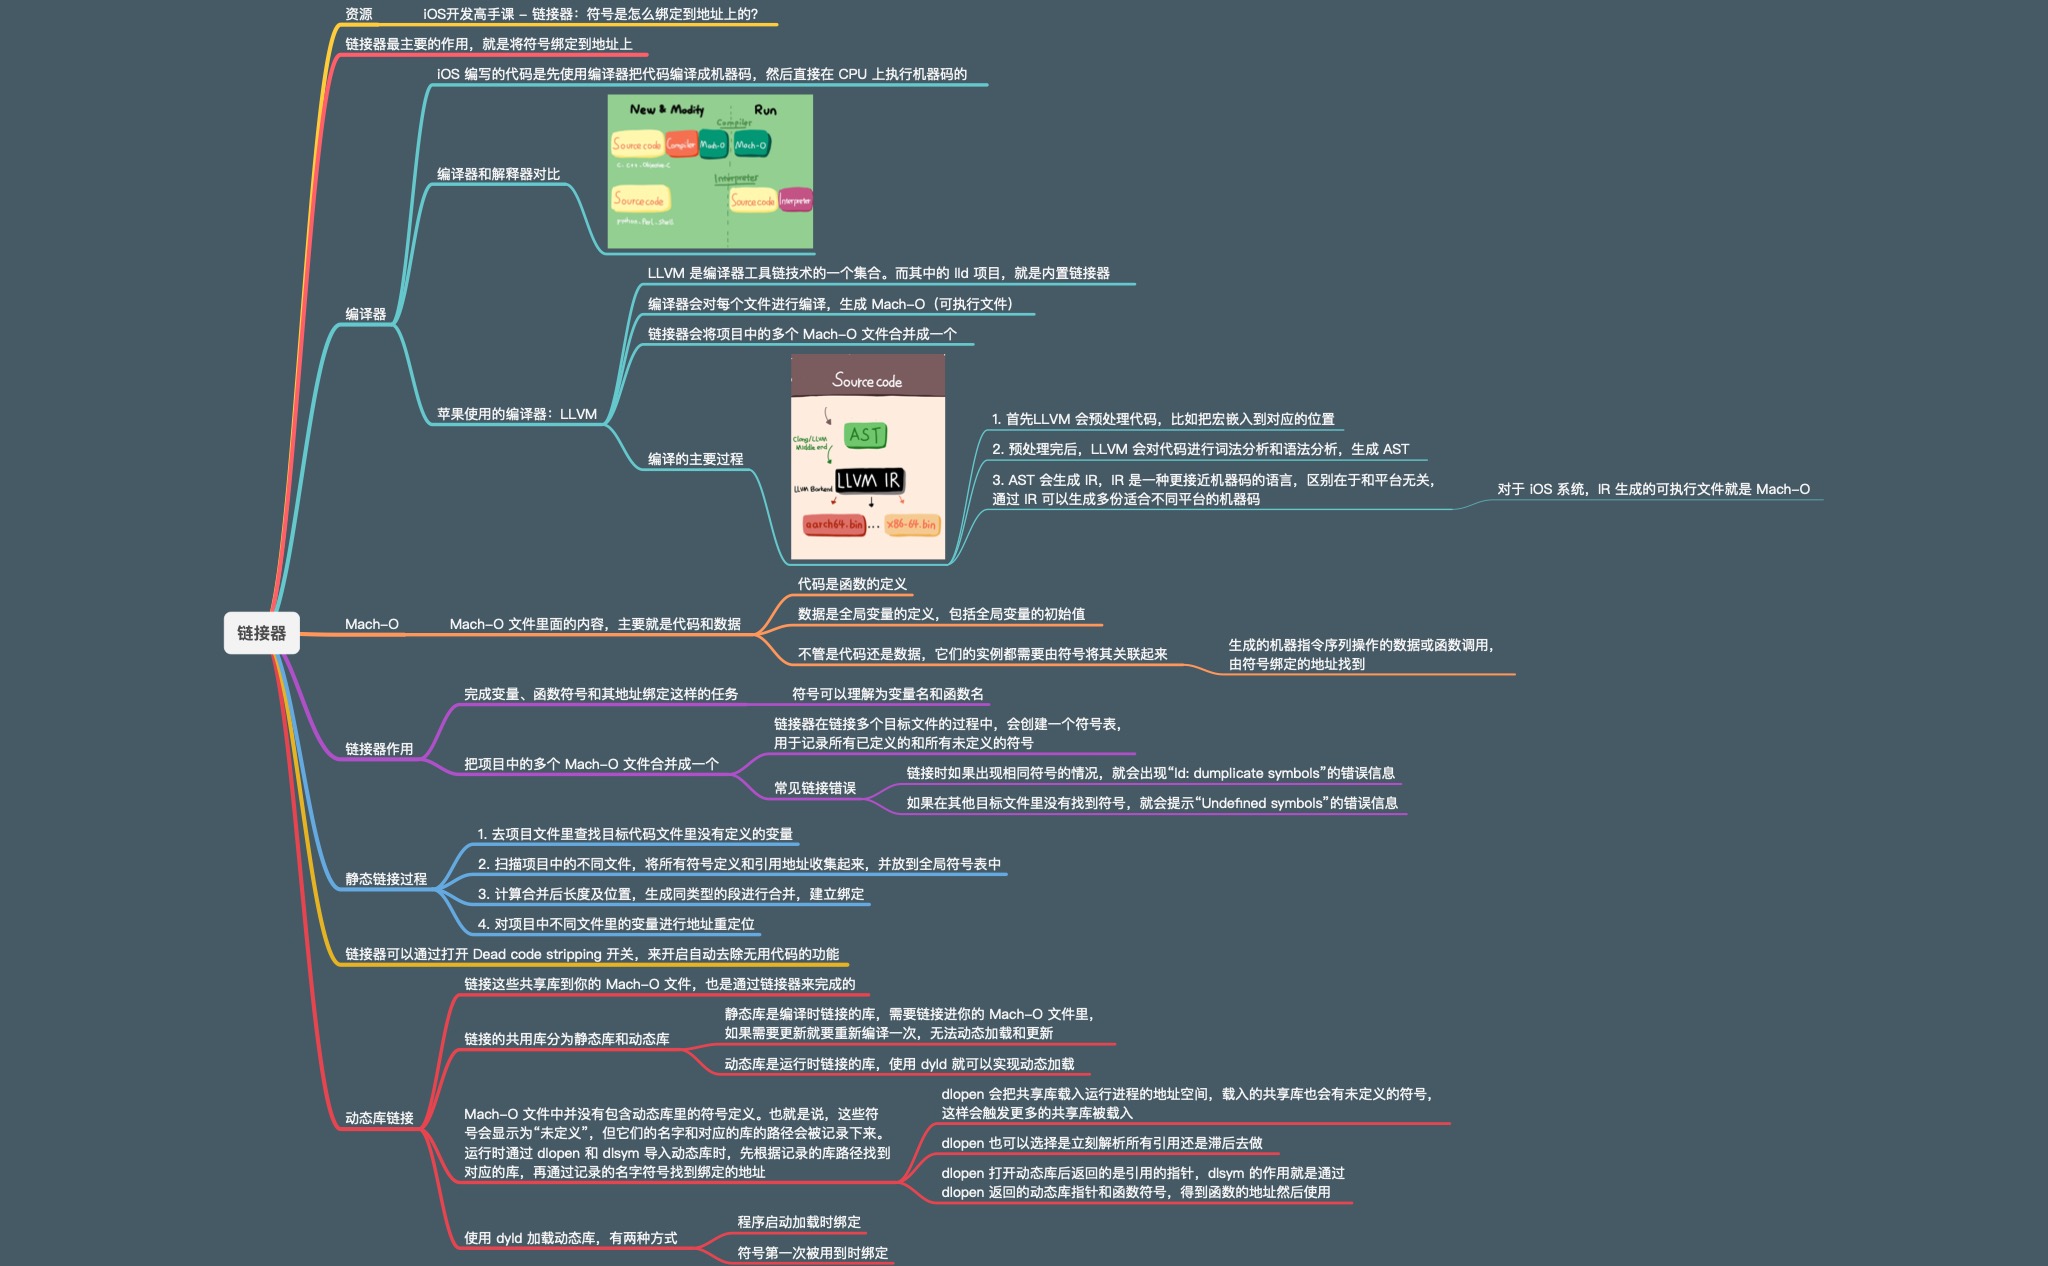 资源
iOS开发高手课 - 链接器：符号是怎么绑定到地址上的？
链接器最主要的作用，就是将符号绑定到地址上
iOS 编写的代码是先使用编译器把代码编译成机器码，然后直接在 CPU 上执行机器码的
New & Modify
Run
Compiler
Source code
Compiler
Mach-O
Mach-O
编译器和解释器对比
Interpreter
Source code
Source code
Interpreter
LLVM 是编译器工具链技术的一个集合。而其中的 lld 项目，就是内置链接器
编译器会对每个文件进行编译，生成 Mach-O（可执行文件）
编译器
链接器会将项目中的多个 Mach-O 文件合并成一个
Source code
苹果使用的编译器：LLVM
AST
Clang/LLVM
Middle end
编译的主要过程
LLVM IR
LLVM Backend
aarch64.bin
...
x86-64.bin
1. 首先LLVM 会预处理代码，比如把宏嵌入到对应的位置
2. 预处理完后，LLVM 会对代码进行词法分析和语法分析，生成 AST
3. AST 会生成 IR，IR 是一种更接近机器码的语言，区别在于和平台无关，
通过 IR 可以生成多份适合不同平台的机器码
对于 iOS 系统，IR 生成的可执行文件就是 Mach-O
链接器
Mach-O
Mach-O 文件里面的内容，主要就是代码和数据
代码是函数的定义
数据是全局变量的定义，包括全局变量的初始值
不管是代码还是数据，它们的实例都需要由符号将其关联起来
生成的机器指令序列操作的数据或函数调用，
由符号绑定的地址找到
链接器作用
完成变量、函数符号和其地址绑定这样的任务
符号可以理解为变量名和函数名
把项目中的多个 Mach-O 文件合并成一个
链接器在链接多个目标文件的过程中，会创建一个符号表，
用于记录所有已定义的和所有未定义的符号
常见链接错误
链接时如果出现相同符号的情况，就会出现“ld: dumplicate symbols”的错误信息
如果在其他目标文件里没有找到符号，就会提示“Undefined symbols”的错误信息
静态链接过程
1. 去项目文件里查找目标代码文件里没有定义的变量
2. 扫描项目中的不同文件，将所有符号定义和引用地址收集起来，并放到全局符号表中
3. 计算合并后长度及位置，生成同类型的段进行合并，建立绑定
4. 对项目中不同文件里的变量进行地址重定位
链接器可以通过打开 Dead code stripping 开关，来开启自动去除无用代码的功能
动态库链接
链接这些共享库到你的 Mach-O 文件，也是通过链接器来完成的
链接的共用库分为静态库和动态库
静态库是编译时链接的库，需要链接进你的 Mach-O 文件里，
如果需要更新就要重新编译一次，无法动态加载和更新
动态库是运行时链接的库，使用 dyld 就可以实现动态加载
Mach-O 文件中并没有包含动态库里的符号定义。也就是说，这些符
号会显示为“未定义”，但它们的名字和对应的库的路径会被记录下来。
运行时通过 dlopen 和 dlsym 导入动态库时，先根据记录的库路径找到
对应的库，再通过记录的名字符号找到绑定的地址
dlopen 会把共享库载入运行进程的地址空间，载入的共享库也会有未定义的符号，
这样会触发更多的共享库被载入
dlopen 也可以选择是立刻解析所有引用还是滞后去做
dlopen 打开动态库后返回的是引用的指针，dlsym 的作用就是通过
dlopen 返回的动态库指针和函数符号，得到函数的地址然后使用
使用 dyld 加载动态库，有两种方式
程序启动加载时绑定
符号第一次被用到时绑定